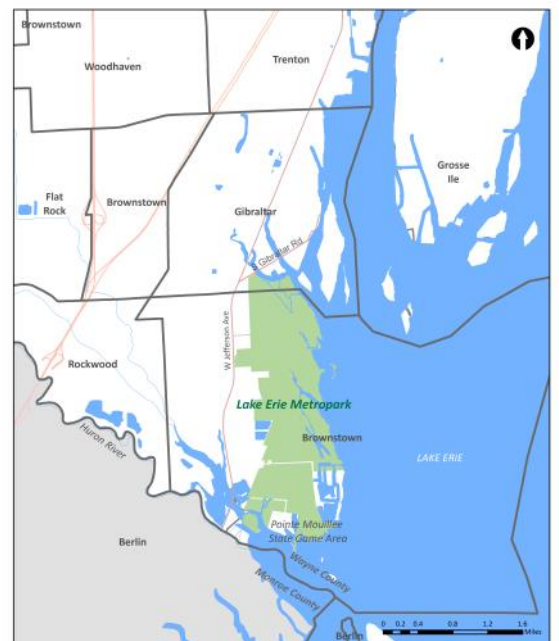 Brownstown
Woodhaven
Trenton
Grosse
Ile
Flat
Rock
Brownstown
Gibraltar
S Gibraltar Rd
W Jefferson Ave
Rockwood
Lake Erie Metropark
Huron River
Brownstown
LAKE ERIE
Pointe Mouillee
State Game Area
Berlin
Wayne County
Monroe County
Berlin
0 0.2 0.4 0.8 1.2 1.6
Miles